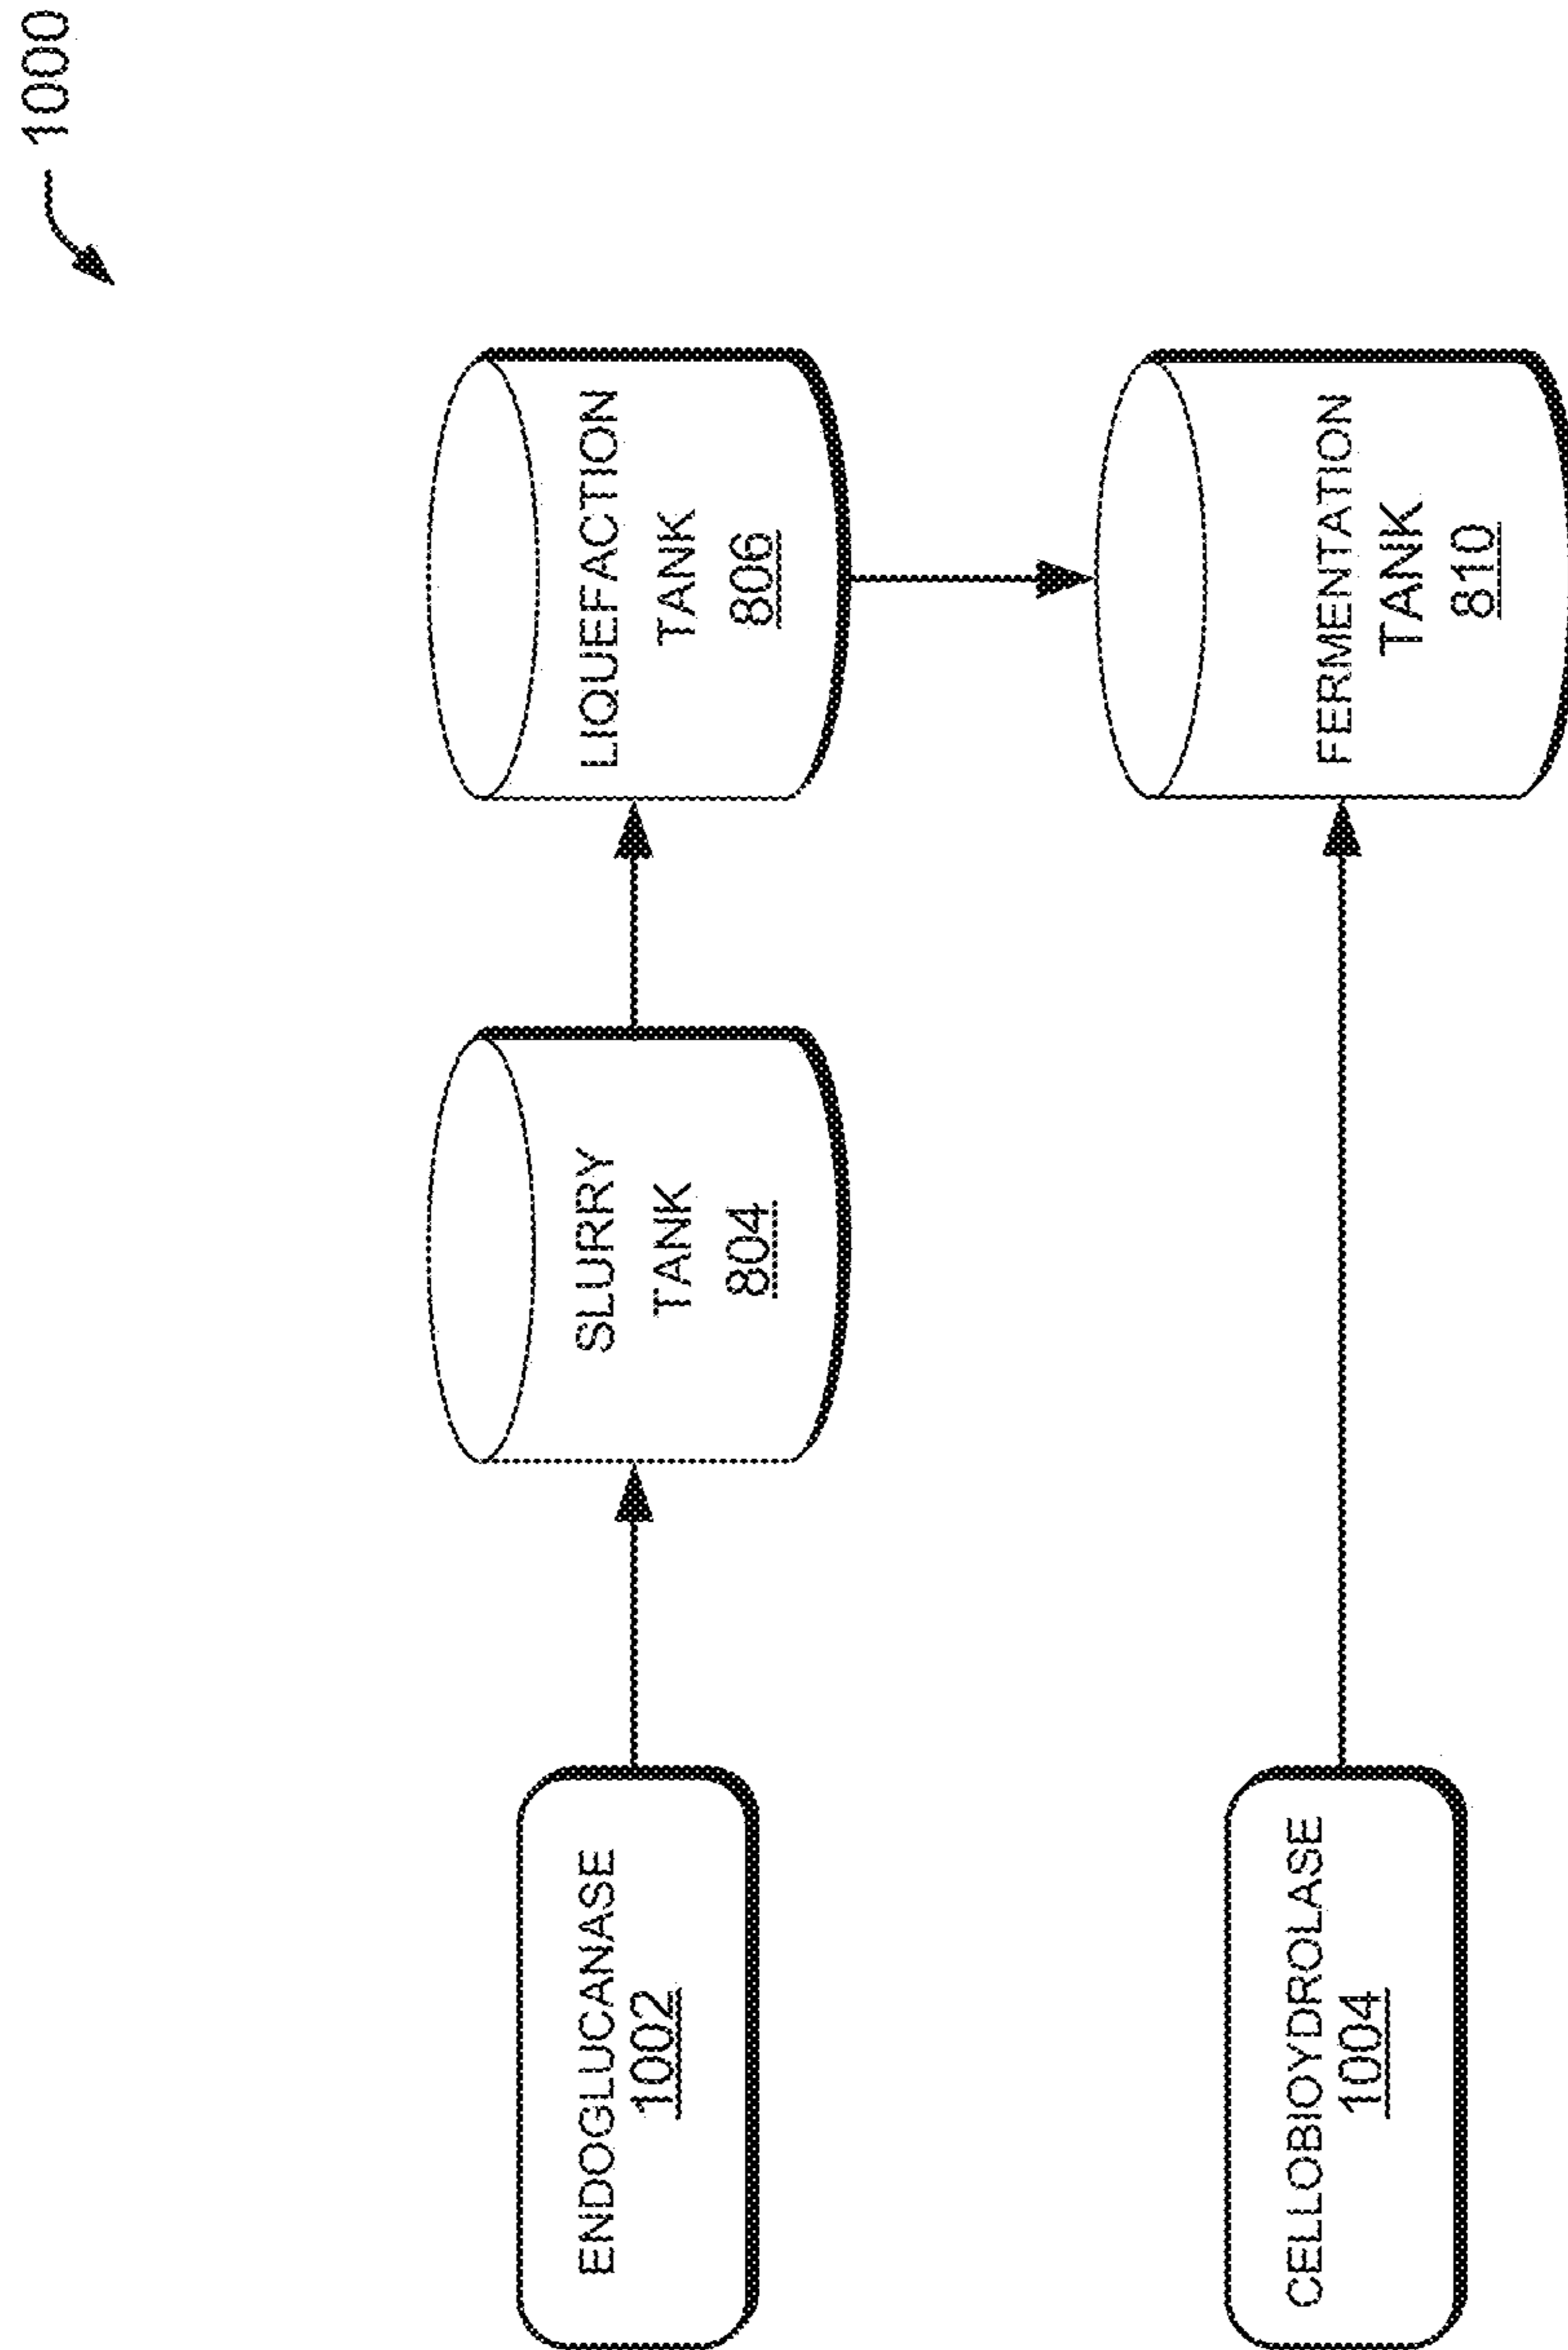 1000
ENDOGLUCANASE
1002
SLURRY
TANK
804
LIQUEFACTION
TANK
806
CELLOBIOYDROLASE
1004
FERMENTATION
TANK
810